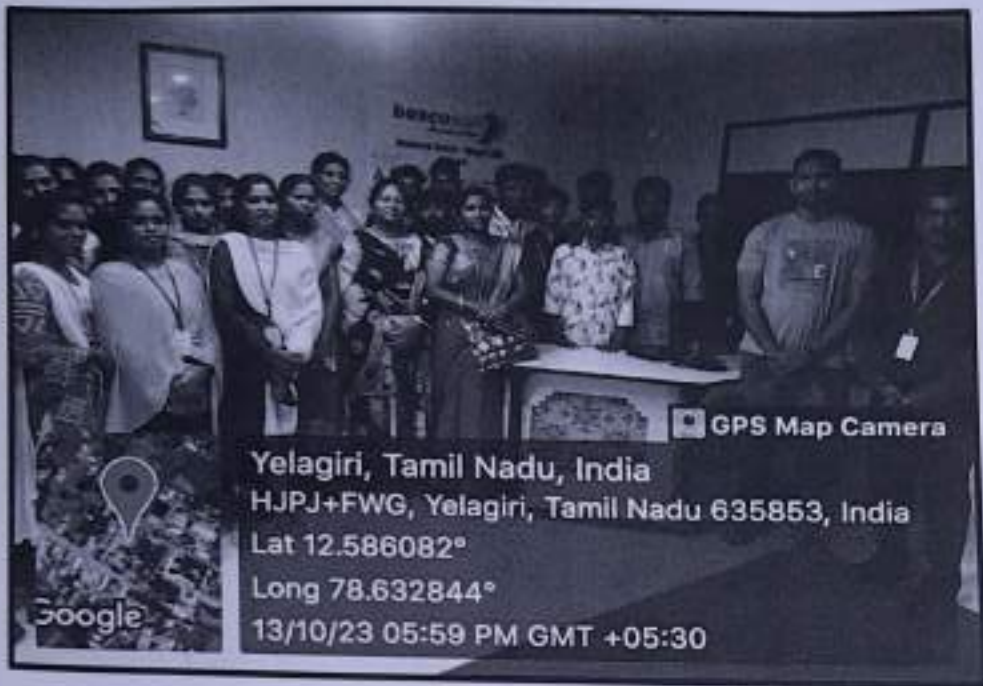 GPS Map Camera
Yelagiri, Tamil Nadu, India
HJPJ+FWG, Yelagiri, Tamil Nadu 635853, India
Lat 12.586082°
Long 78.632844°
13/10/23 05:59 PM GMT +05:30
Google